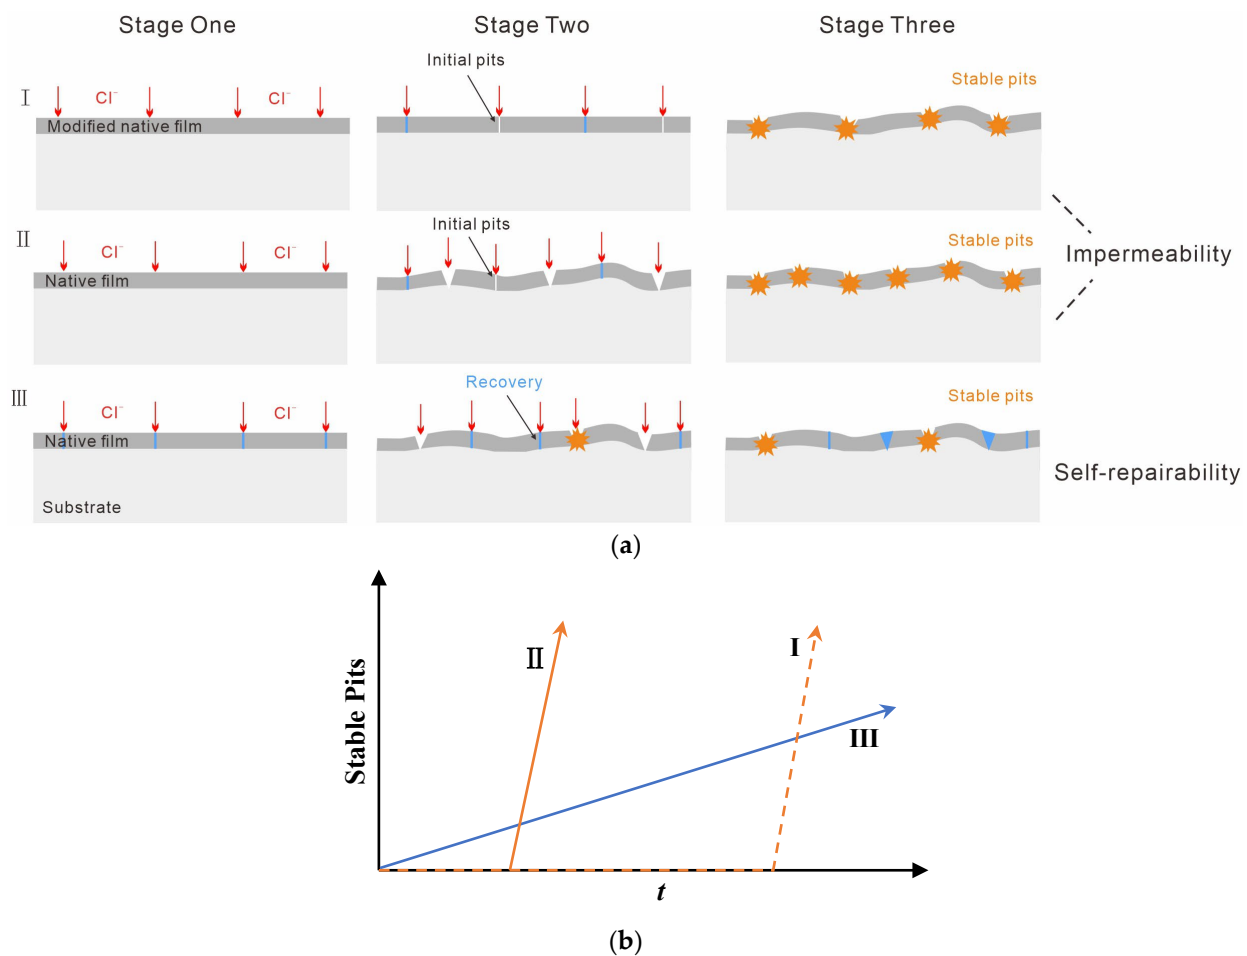 Stage One
Stage Two
Stage Three
Initial pits
Stable pits
Ⅰ
Cl⁻
Cl⁻
Modified native film
Ⅱ
Initial pits
Cl⁻
Cl⁻
Stable pits
Impermeability
Native film
Ⅲ
Recovery
Stable pits
Cl⁻
Cl⁻
Native film
Self-repairability
Substrate
(a)
Stable Pits
Ⅱ
I
III
t
(b)